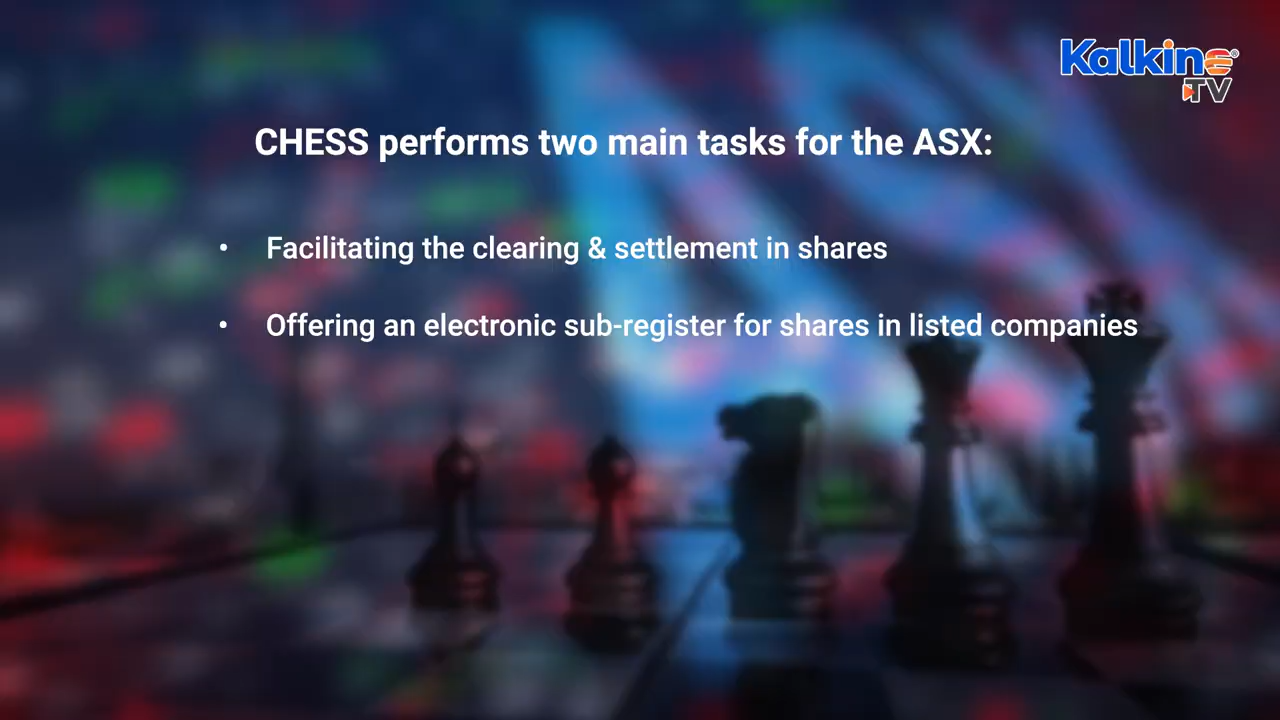 Kalkine®
TV
CHESS performs two main tasks for the ASX:
• Facilitating the clearing & settlement in shares
• Offering an electronic sub-register for shares in listed companies